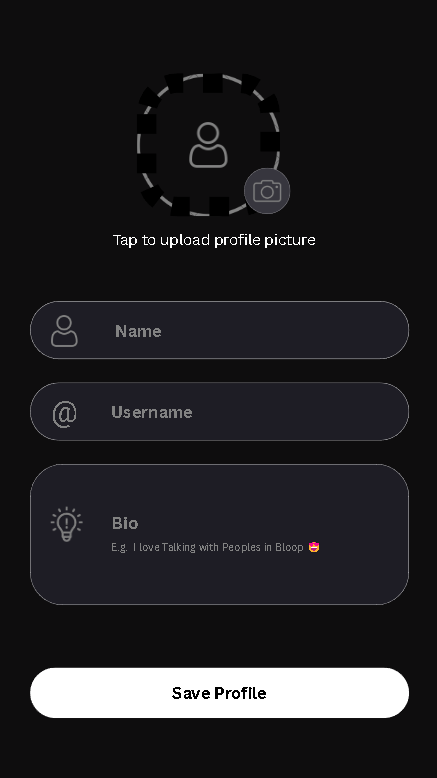 Tap to upload profile picture
Name
@ Username
Bio
E.g. I love Talking with Peoples in Bloop 😍
Save Profile